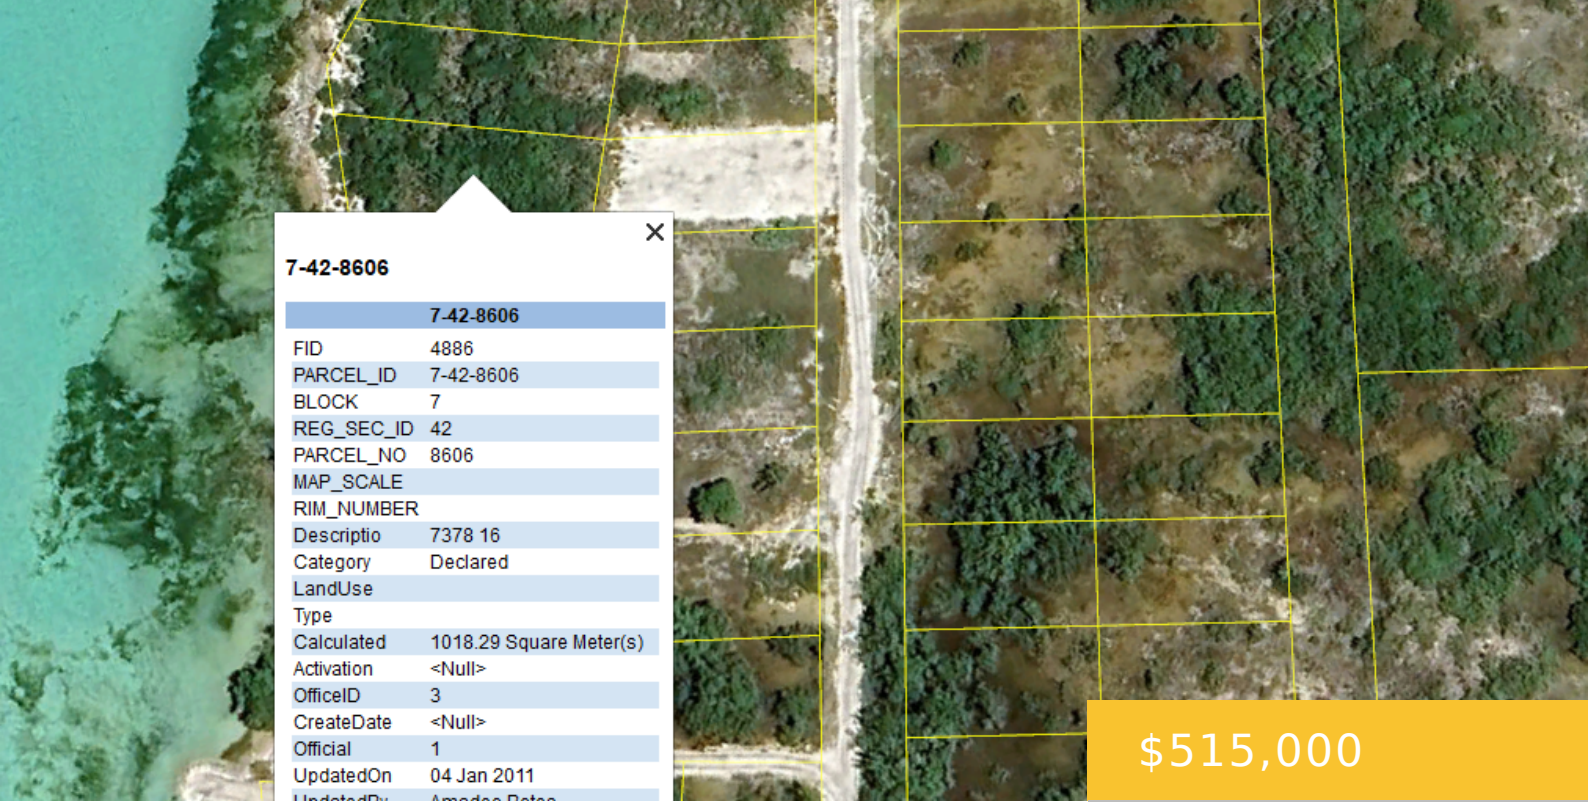 7-42-8606
7-42-8606
FID 4886
PARCEL_ID 7-42-8606
BLOCK 7
REG_SEC_ID 42
PARCEL_NO 8606
MAP_SCALE
RIM_NUMBER
Descriptio 7378 16
Category Declared
LandUse
Type
Calculated 1018.29 Square Meter(s)
Activation <Null>
OfficeID 3
CreateDate <Null>
Official 1
UpdatedOn 04 Jan 2011
UpdatedBy
$515,000